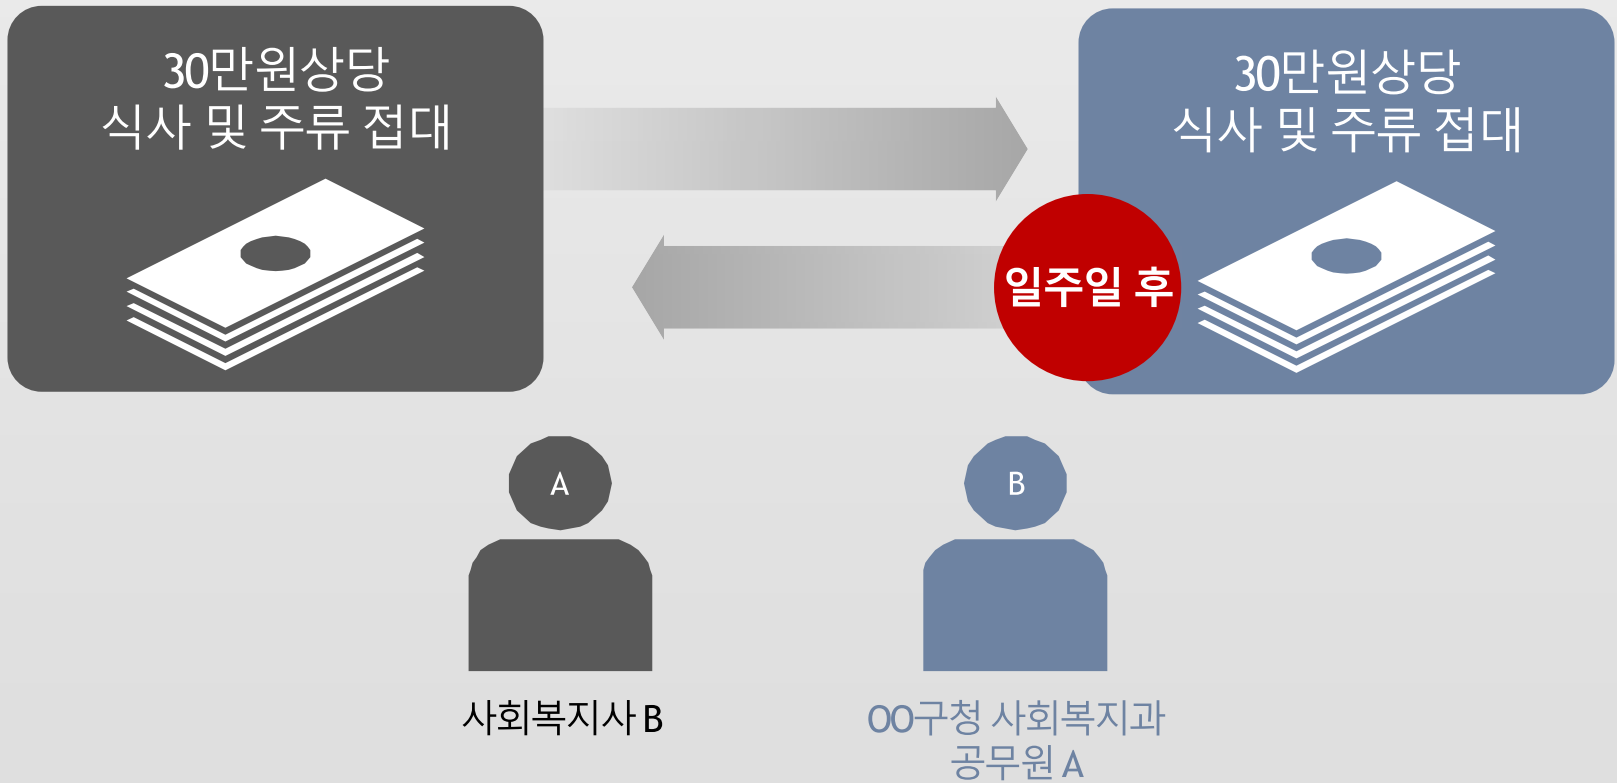 30만원상당
식사 및 주류 접대
30만원상당
식사 및 주류 접대
일주일 후
A
B
사회복지사 B
OO구청 사회복지과
공무원 A